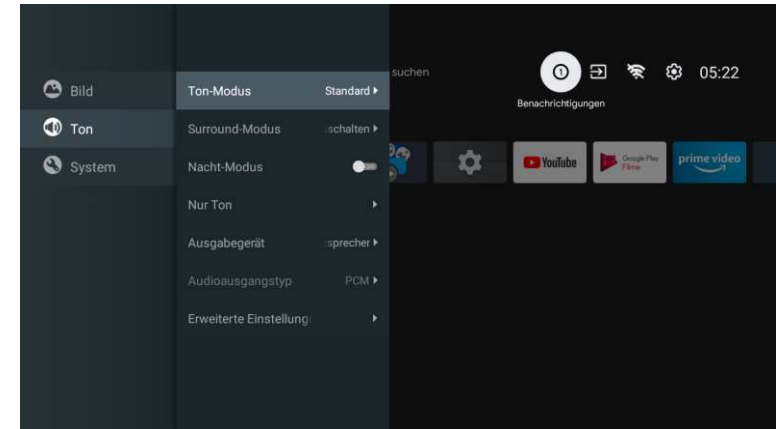 Bild
Ton
System
Ton-Modus Standard
Surround-Modus schalten
Nacht-Modus
Nur Ton
Ausgabegerät sprecher
Audioausgangstyp PCM
Erweiterte Einstellung
suchen
1
05:22
Benachrichtigungen
YouTube
Google Play
Filme
prime video